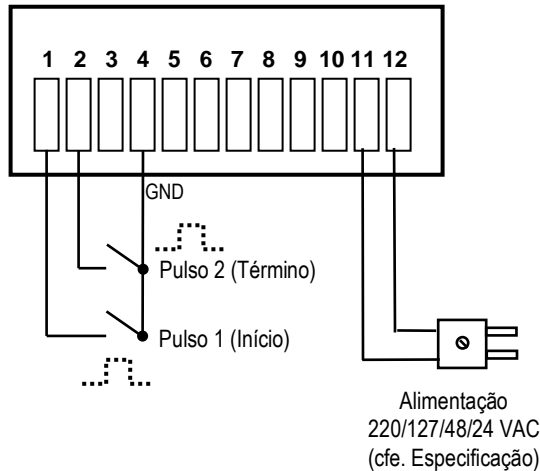 1 2 3 4 5 6 7 8 9 10 11 12
GND
Pulso 2 (Término)
Pulso 1 (Início)
Alimentação
220/127/48/24 VAC
(cfe. Especificação)